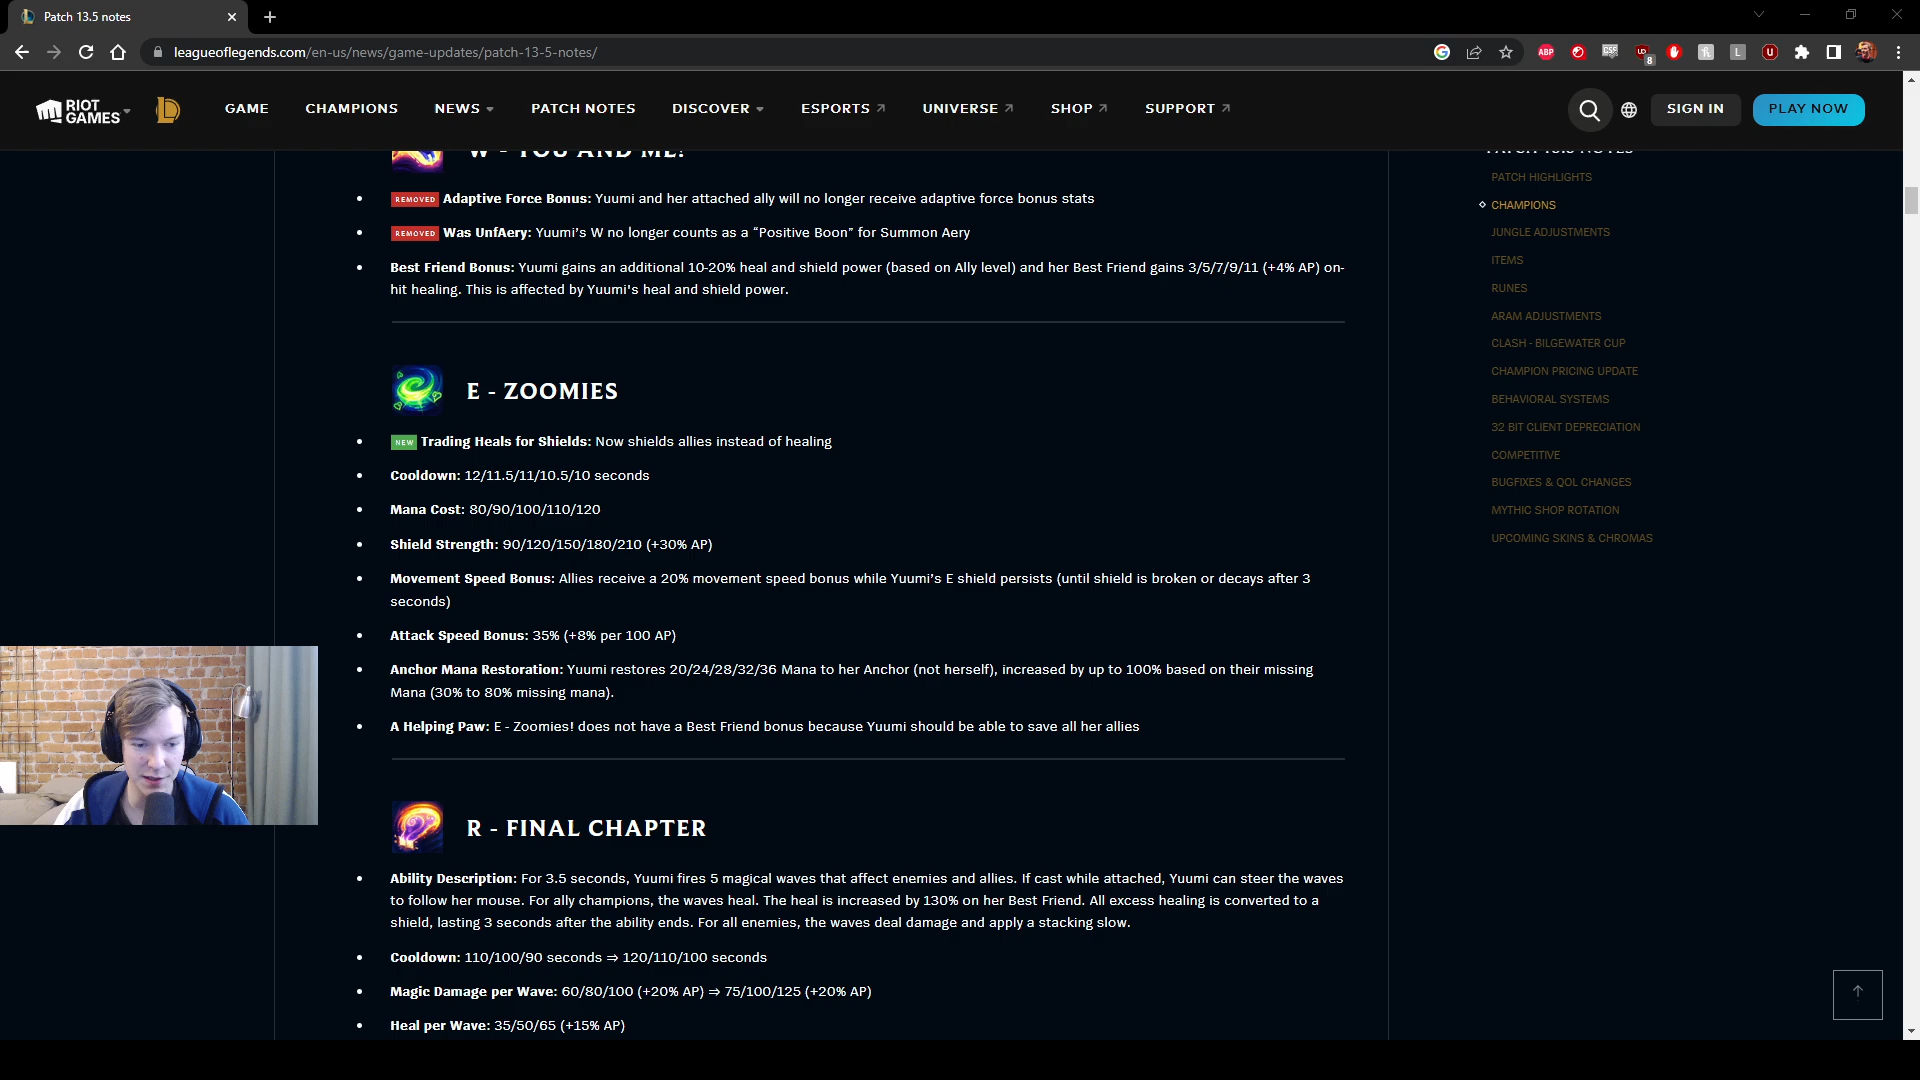 Patch 13.5 notes
leagueoflegends.com/en-us/news/game-updates/patch-13-5-notes/
ABP
8
RIOT GAMES
GAME
CHAMPIONS
NEWS
PATCH NOTES
DISCOVER
ESPORTS
UNIVERSE
SHOP
SUPPORT
SIGN IN
PLAY NOW
W - YOU AND ME!
REMOVED Adaptive Force Bonus: Yuumi and her attached ally will no longer receive adaptive force bonus stats
REMOVED Was UnfAery: Yuumi’s W no longer counts as a “Positive Boon” for Summon Aery
Best Friend Bonus: Yuumi gains an additional 10-20% heal and shield power (based on Ally level) and her Best Friend gains 3/5/7/9/11 (+4% AP) on-
hit healing. This is affected by Yuumi's heal and shield power.
E - ZOOMIES
NEW Trading Heals for Shields: Now shields allies instead of healing
Cooldown: 12/11.5/11/10.5/10 seconds
Mana Cost: 80/90/100/110/120
Shield Strength: 90/120/150/180/210 (+30% AP)
Movement Speed Bonus: Allies receive a 20% movement speed bonus while Yuumi’s E shield persists (until shield is broken or decays after 3
seconds)
Attack Speed Bonus: 35% (+8% per 100 AP)
Anchor Mana Restoration: Yuumi restores 20/24/28/32/36 Mana to her Anchor (not herself), increased by up to 100% based on their missing
Mana (30% to 80% missing mana).
A Helping Paw: E - Zoomies! does not have a Best Friend bonus because Yuumi should be able to save all her allies
R - FINAL CHAPTER
Ability Description: For 3.5 seconds, Yuumi fires 5 magical waves that affect enemies and allies. If cast while attached, Yuumi can steer the waves
to follow her mouse. For ally champions, the waves heal. The heal is increased by 130% on her Best Friend. All excess healing is converted to a
shield, lasting 3 seconds after the ability ends. For all enemies, the waves deal damage and apply a stacking slow.
Cooldown: 110/100/90 seconds ⇒ 120/110/100 seconds
Magic Damage per Wave: 60/80/100 (+20% AP) ⇒ 75/100/125 (+20% AP)
Heal per Wave: 35/50/65 (+15% AP)
PATCH 13.5 NOTES
PATCH HIGHLIGHTS
CHAMPIONS
JUNGLE ADJUSTMENTS
ITEMS
RUNES
ARAM ADJUSTMENTS
CLASH - BILGEWATER CUP
CHAMPION PRICING UPDATE
BEHAVIORAL SYSTEMS
32 BIT CLIENT DEPRECIATION
COMPETITIVE
BUGFIXES & QOL CHANGES
MYTHIC SHOP ROTATION
UPCOMING SKINS & CHROMAS